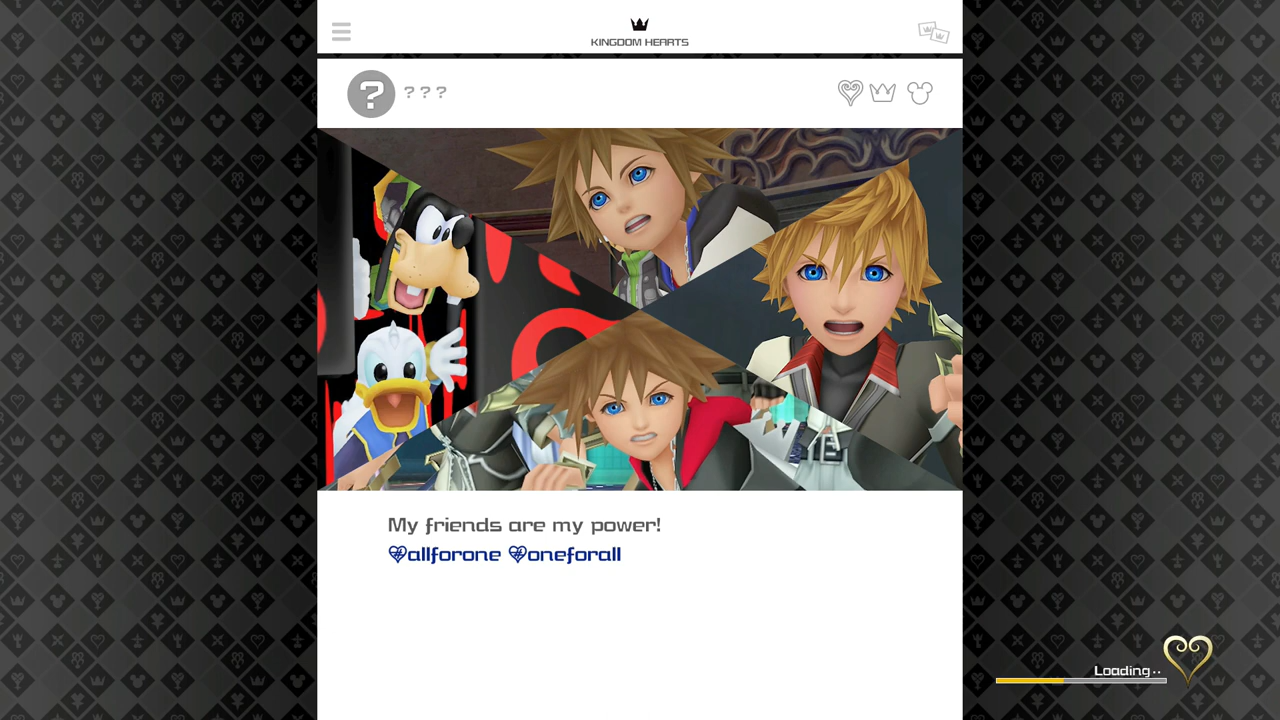 KINGDOM HEARTS
?
? ? ?
My friends are my power!
#allforone #oneforall
Loading..